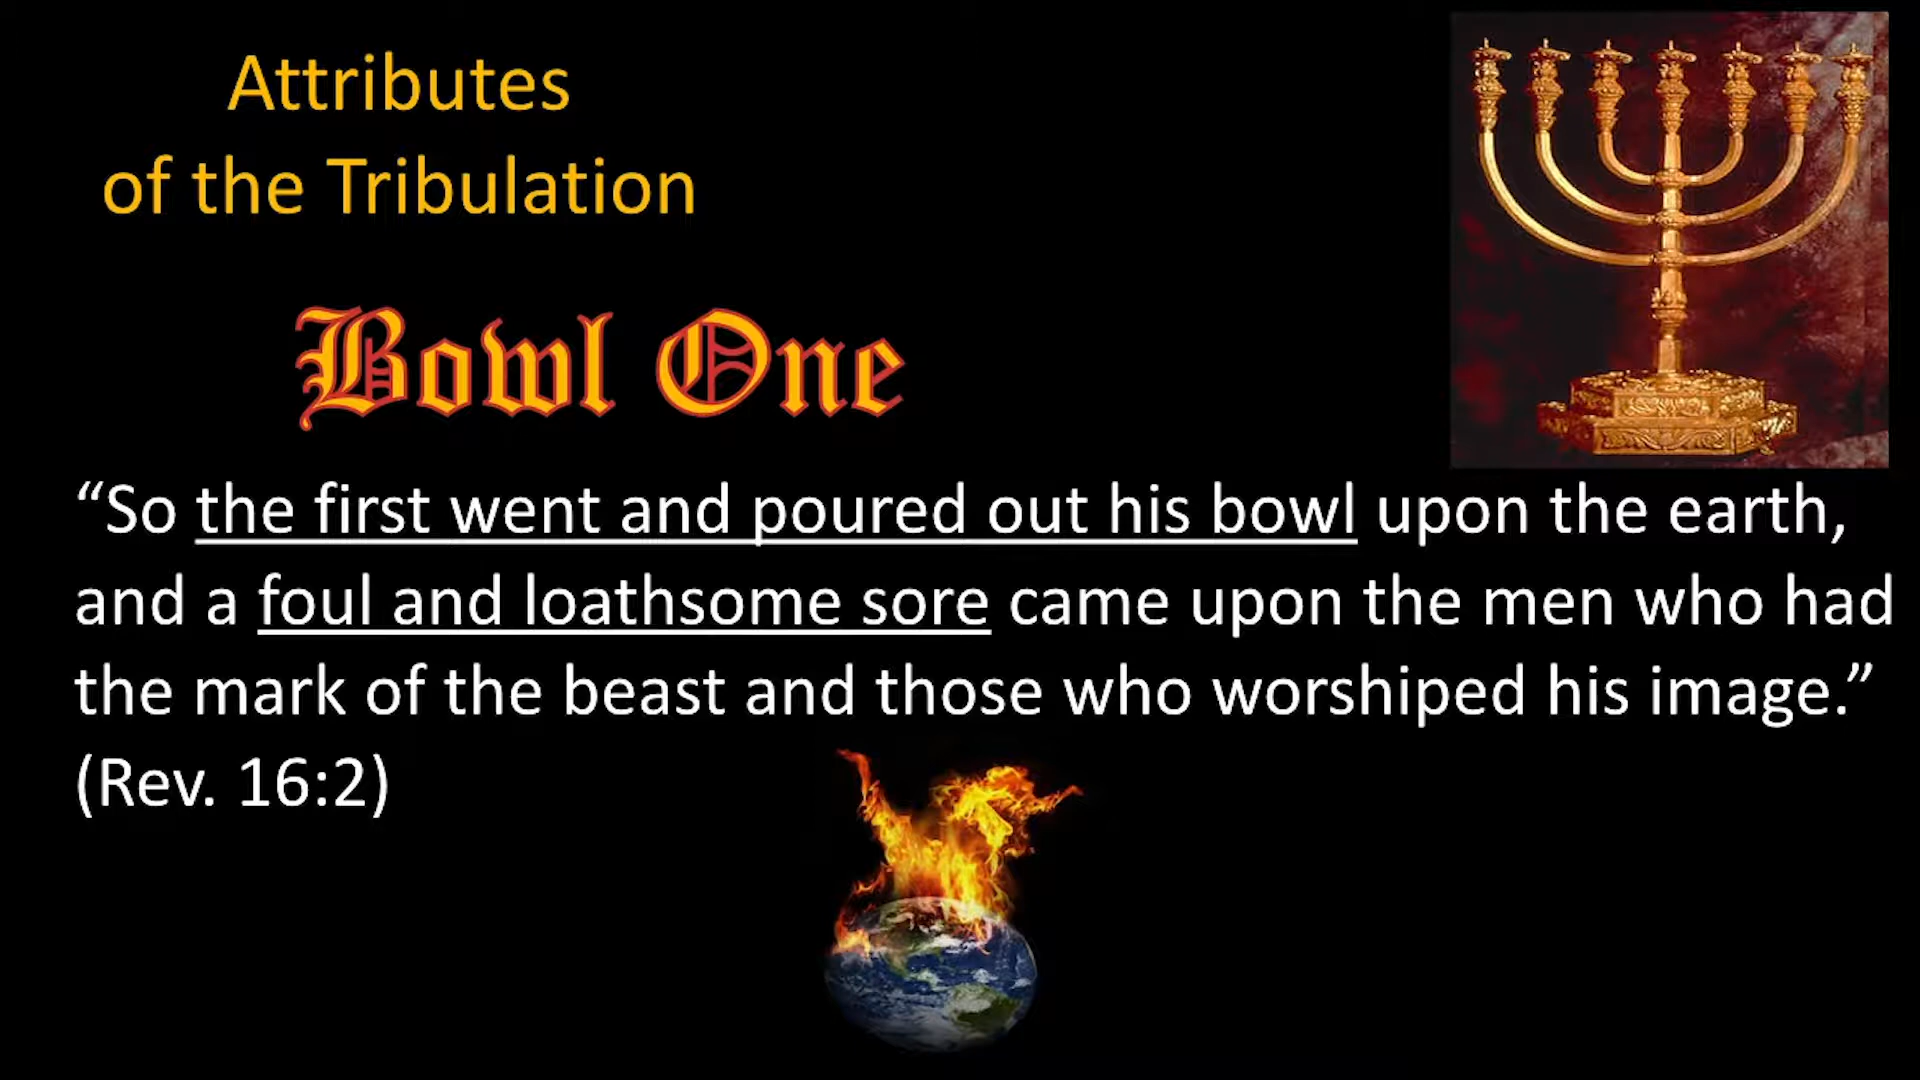 Attributes
of the Tribulation
Bowl One
“So the first went and poured out his bowl upon the earth,
and a foul and loathsome sore came upon the men who had
the mark of the beast and those who worshiped his image.”
(Rev. 16:2)